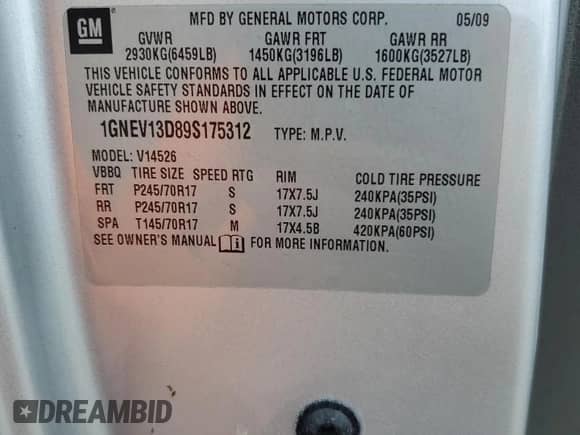 GM
MFD BY GENERAL MOTORS CORP. 05/09
GVWR GAWR FRT GAWR RR
2930KG(6459LB) 1450KG(3196LB) 1600KG(3527LB)
THIS VEHICLE CONFORMS TO ALL APPLICABLE U.S. FEDERAL MOTOR
VEHICLE SAFETY STANDARDS IN EFFECT ON THE DATE OF
MANUFACTURE SHOWN ABOVE.
1GNEV13D89S175312 TYPE: M.P.V.
MODEL: V14526
VBBQ TIRE SIZE SPEED RTG RIM COLD TIRE PRESSURE
FRT P245/70R17 S 17X7.5J 240KPA(35PSI)
RR P245/70R17 S 17X7.5J 240KPA(35PSI)
SPA T145/70R17 M 17X4.5B 420KPA(60PSI)
SEE OWNER'S MANUAL FOR MORE INFORMATION.
DREAMBID